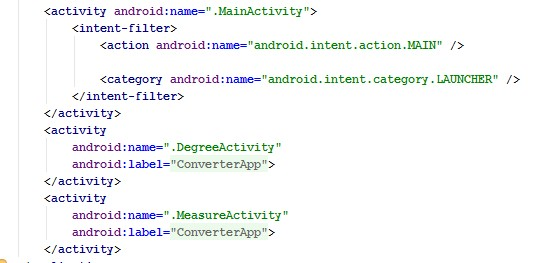 <activity android:name=".MainActivity">
<intent-filter>
<action android:name="android.intent.action.MAIN" />
<category android:name="android.intent.category.LAUNCHER" />
</intent-filter>
</activity>
<activity
android:name=".DegreeActivity"
android:label="ConverterApp">
</activity>
<activity
android:name=".MeasureActivity"
android:label="ConverterApp">
</activity>